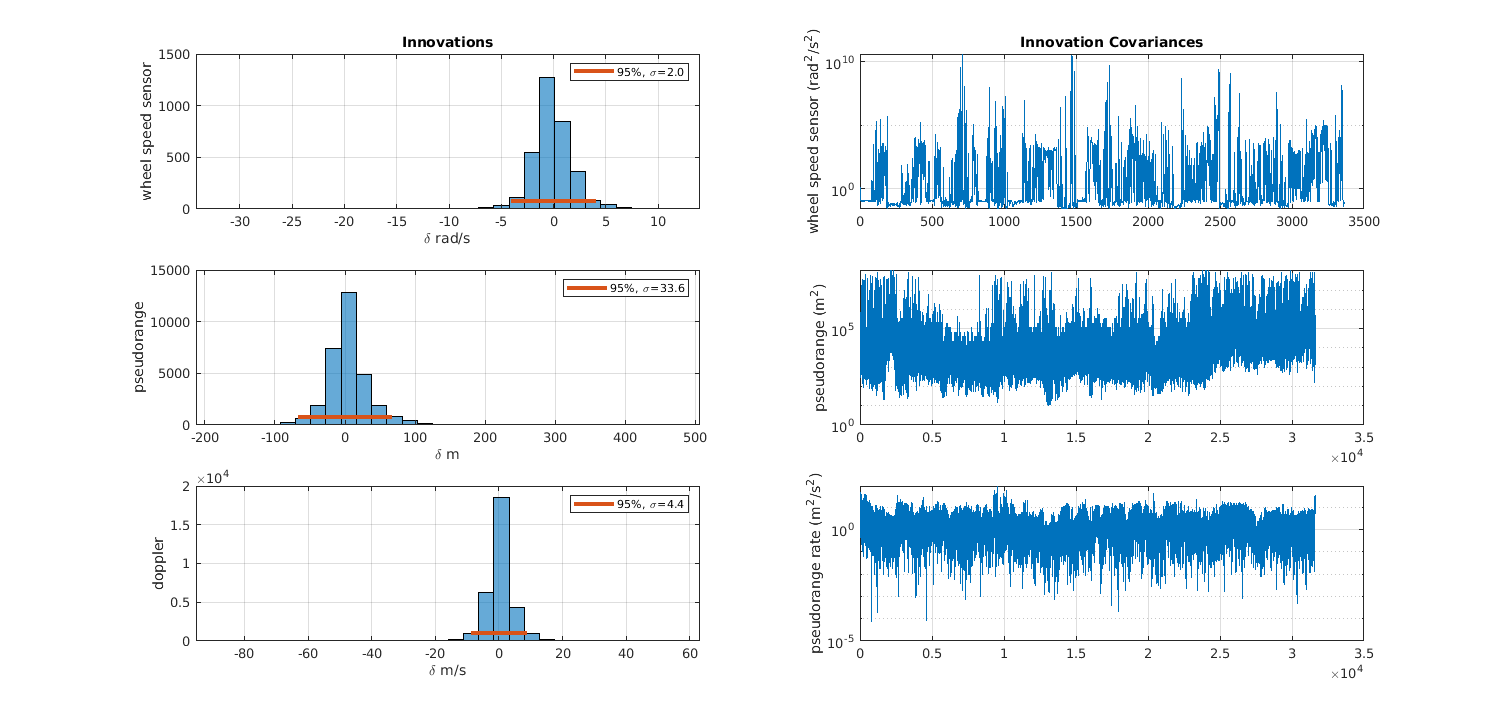 Innovations
wheel speed sensor
1500
1000
500
0
95%, σ=2.0
-30 -25 -20 -15 -10 -5 0 5 10
δ rad/s
Innovation Covariances
wheel speed sensor (rad²/s²)
10¹⁰
10⁰
0 500 1000 1500 2000 2500 3000 3500
pseudorange
15000
10000
5000
0
95%, σ=33.6
-200 -100 0 100 200 300 400 500
δ m
pseudorange (m²)
10⁵
10⁰
0 0.5 1 1.5 2 2.5 3 3.5
×10⁴
doppler
×10⁴
2
1.5
1
0.5
0
95%, σ=4.4
-80 -60 -40 -20 0 20 40 60
δ m/s
pseudorange rate (m²/s²)
10⁰
10⁻⁵
0 0.5 1 1.5 2 2.5 3 3.5
×10⁴